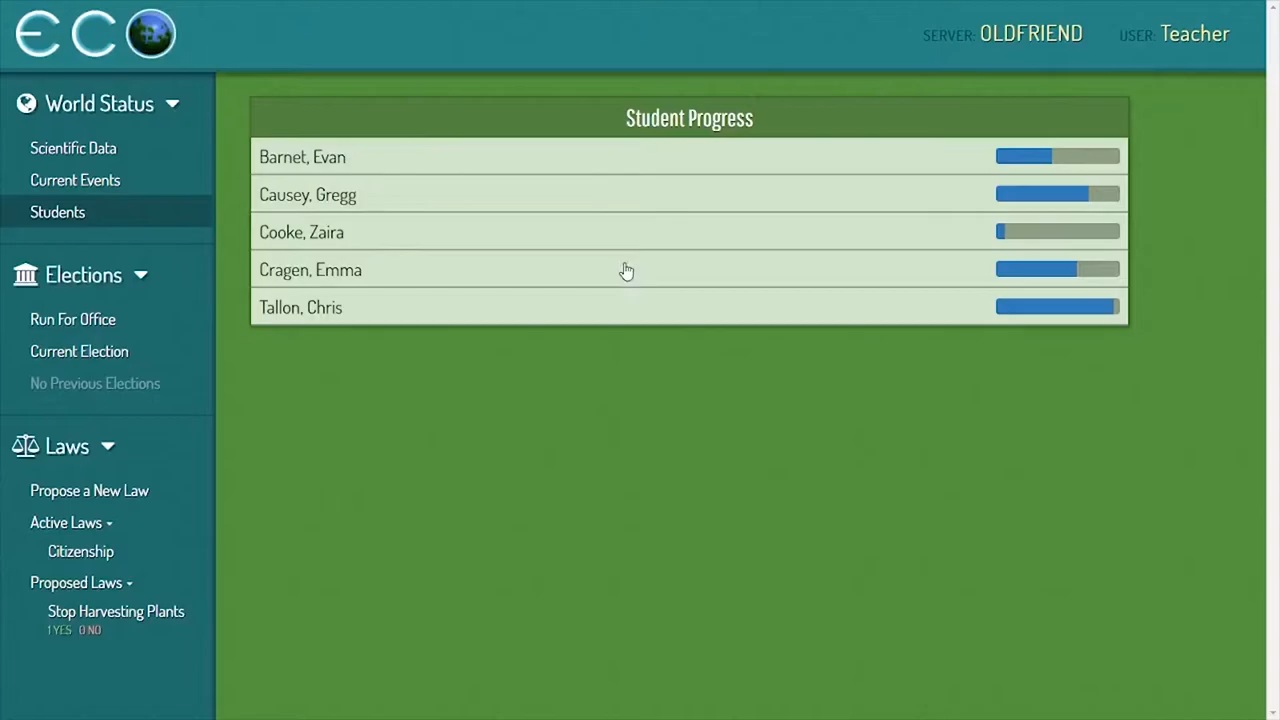 ECO
SERVER: OLDFRIEND USER: Teacher
World Status
Scientific Data
Current Events
Students
Elections
Run For Office
Current Election
No Previous Elections
Laws
Propose a New Law
Active Laws
Citizenship
Proposed Laws
Stop Harvesting Plants
1 YES 0 NO
Student Progress
Barnet, Evan
Causey, Gregg
Cooke, Zaira
Cragen, Emma
Tallon, Chris